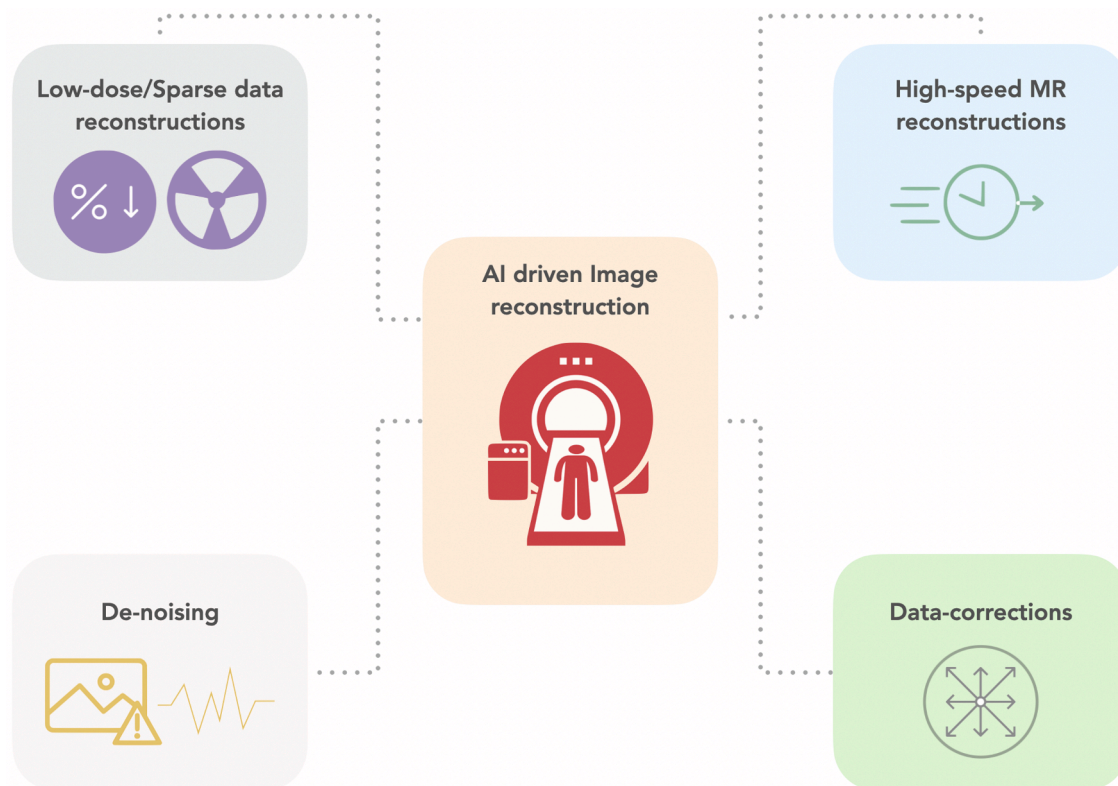 Low-dose/Sparse data
reconstructions
High-speed MR
reconstructions
AI driven Image
reconstruction
De-noising
Data-corrections